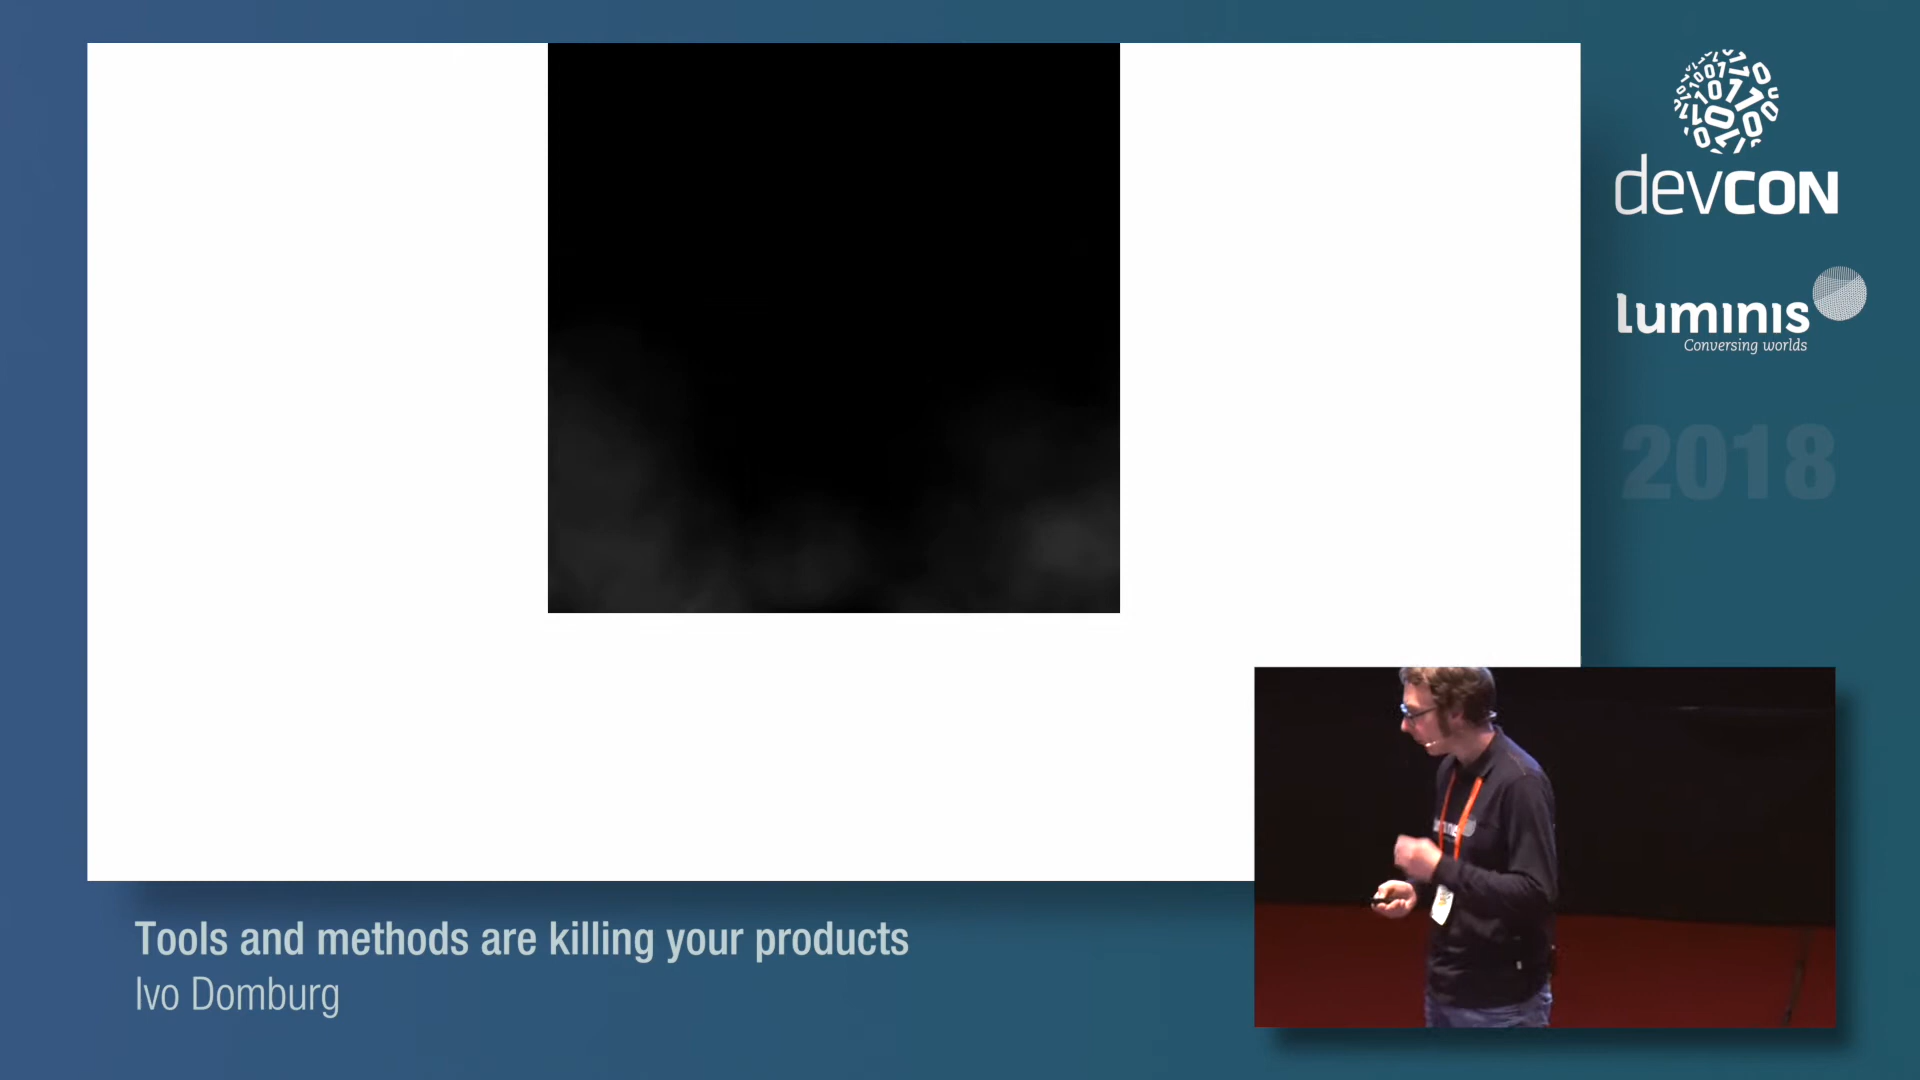 devCON
luminis
Conversing worlds
2018
Tools and methods are killing your products
Ivo Domburg